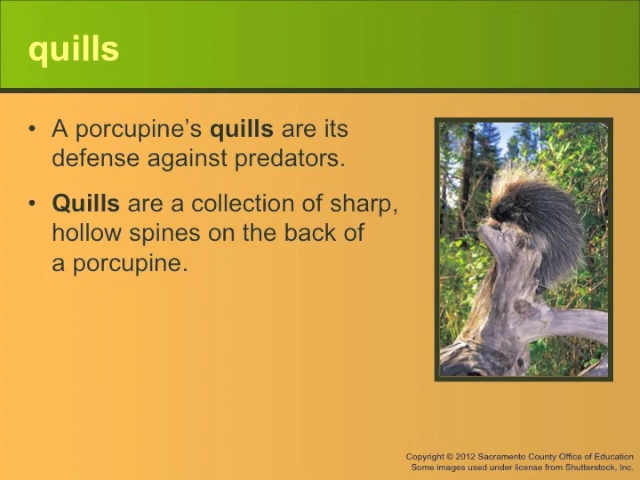 quills
• A porcupine’s quills are its
defense against predators.
• Quills are a collection of sharp,
hollow spines on the back of
a porcupine.
Copyright © 2012 Sacramento County Office of Education
Some images used under license from Shutterstock, Inc.